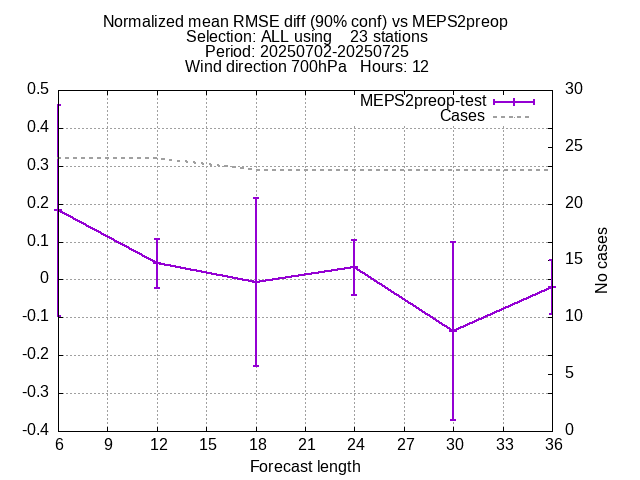 Normalized mean RMSE diff (90% conf) vs MEPS2preop
Selection: ALL using 23 stations
Period: 20250702-20250725
Wind direction 700hPa Hours: 12
MEPS2preop-test
Cases
0.5
0.4
0.3
0.2
0.1
0
-0.1
-0.2
-0.3
-0.4
30
25
20
15
10
5
0
No cases
6 9 12 15 18 21 24 27 30 33 36
Forecast length